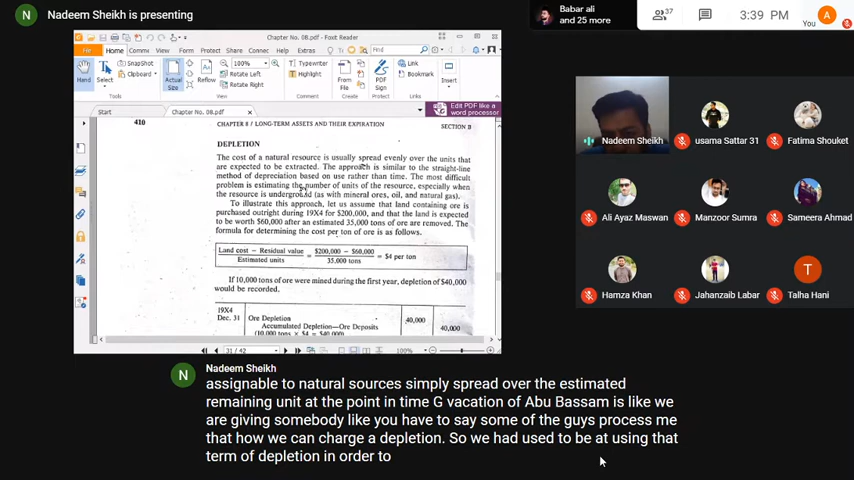 N Nadeem Sheikh is presenting
Babar ali
and 25 more
37
3:39 PM
A
You
Chapter No. 08.pdf - Foxit Reader
File Home Comment View Form Protect Share Connect Help Extras Find
Hand
Select
SnapShot
Clipboard
Actual
Size
Reflow
100%
Rotate Left
Rotate Right
Typewriter
Highlight
From
File
PDF
Sign
Link
Bookmark
Insert
Tools View Comment Create Protect Links
Start Chapter No. 08.pdf
Edit PDF like a
word processor
410 CHAPTER 8 / LONG-TERM ASSETS AND THEIR EXPIRATION SECTION B
DEPLETION
The cost of a natural resource is usually spread evenly over the units that
are expected to be extracted. The approach is similar to the straight-line
method of depreciation based on use rather than time. The most difficult
problem is estimating the number of units of the resource, especially when
the resource is underground (as with mineral ores, oil, and natural gas).
To illustrate this approach, let us assume that land containing ore is
purchased outright during 19X4 for $200,000, and that the land is expected
to be worth $60,000 after an estimated 35,000 tons of ore are removed. The
formula for determining the cost per ton of ore is as follows.
Land cost − Residual value / Estimated units = $200,000 − $60,000 / 35,000 tons = $4 per ton
If 10,000 tons of ore were mined during the first year, depletion of $40,000
would be recorded.
19X4
Dec. 31 Ore Depletion 40,000
Accumulated Depletion—Ore Deposits 40,000
(10,000 tons × $4 = $40,000)
31 / 42
100%
Nadeem Sheikh
usama Sattar 31
Fatima Shouket
Ali Ayaz Maswan
Manzoor Sumra
Sameera Ahmad
Hamza Khan
Jahanzaib Labar
T
Talha Hani
N Nadeem Sheikh
assignable to natural sources simply spread over the estimated
remaining unit at the point in time G vacation of Abu Bassam is like we
are giving somebody like you have to say some of the guys process me
that how we can charge a depletion. So we had used to be at using that
term of depletion in order to